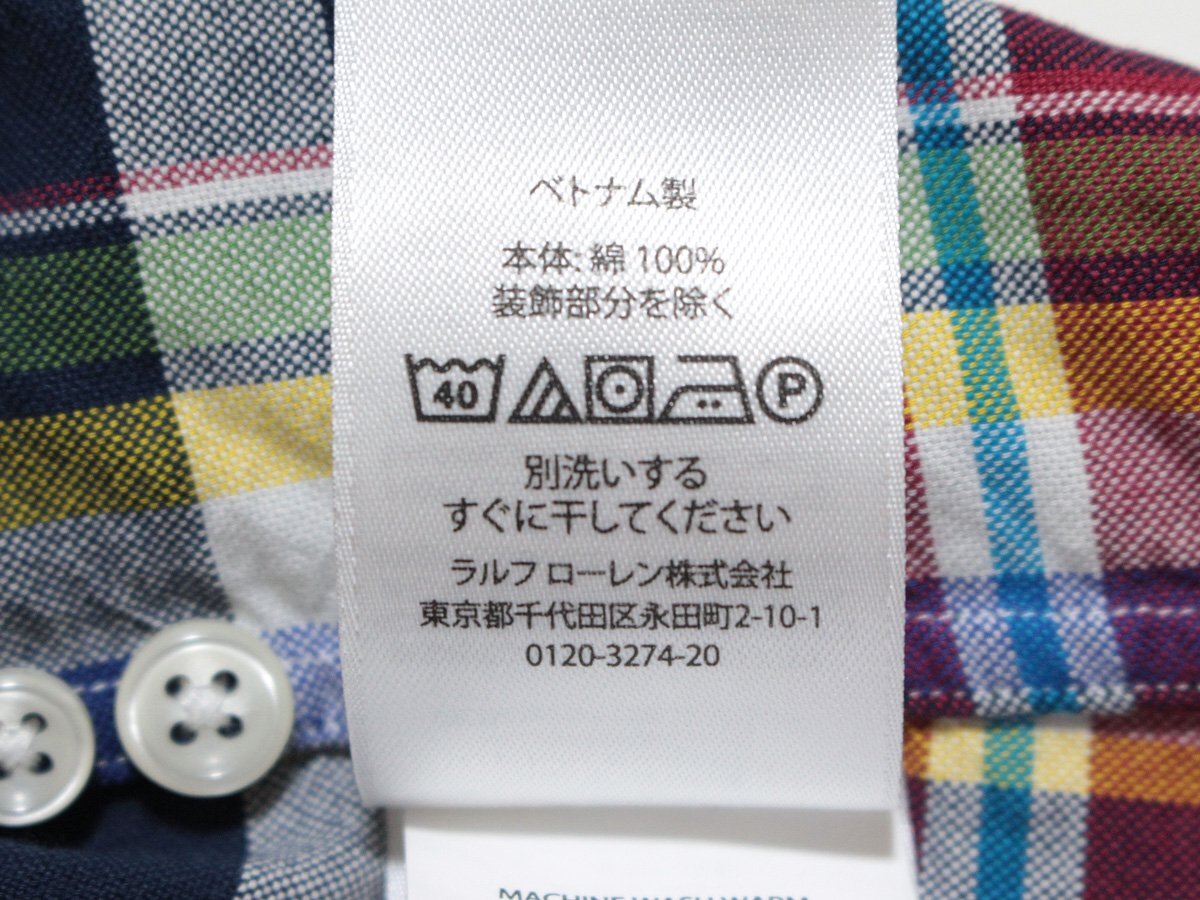 ベトナム製
本体: 綿 100%
装飾部分を除く
40 P
別洗いする
すぐに干してください
ラルフ ローレン株式会社
東京都千代田区永田町2-10-1
0120-3274-20
MACHINE WASH WARM